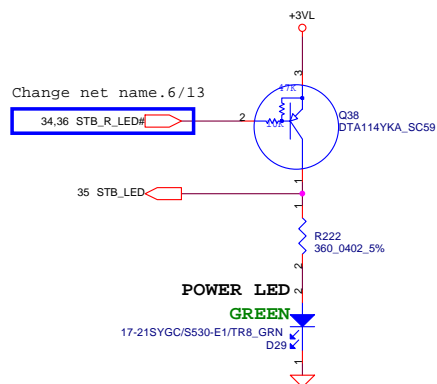 +3VL
3
Change net name.6/13
47K
34,36 STB_R_LED#
2
10K
Q38
DTA114YKA_SC59
1
35 STB_LED
1
R222
360_0402_5%
2
POWER LED
2
GREEN
17-21SYGC/S530-E1/TR8_GRN
D29
1